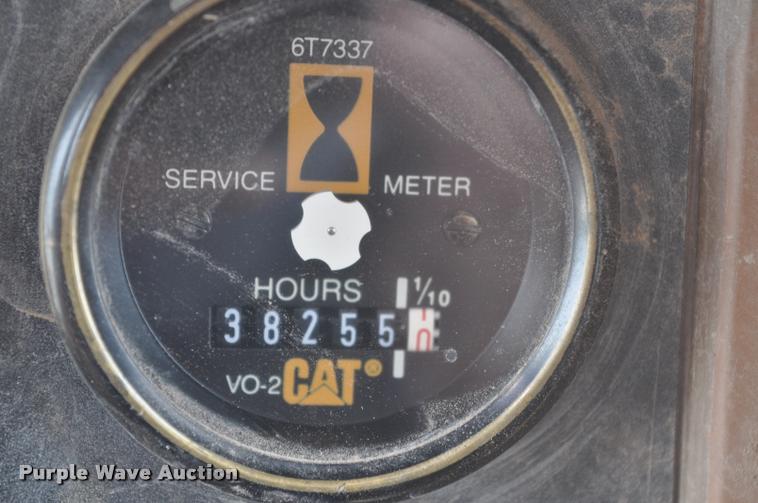 6T7337
SERVICE METER
HOURS 1/10
38255
VO-2 CAT®
Purple Wave Auction